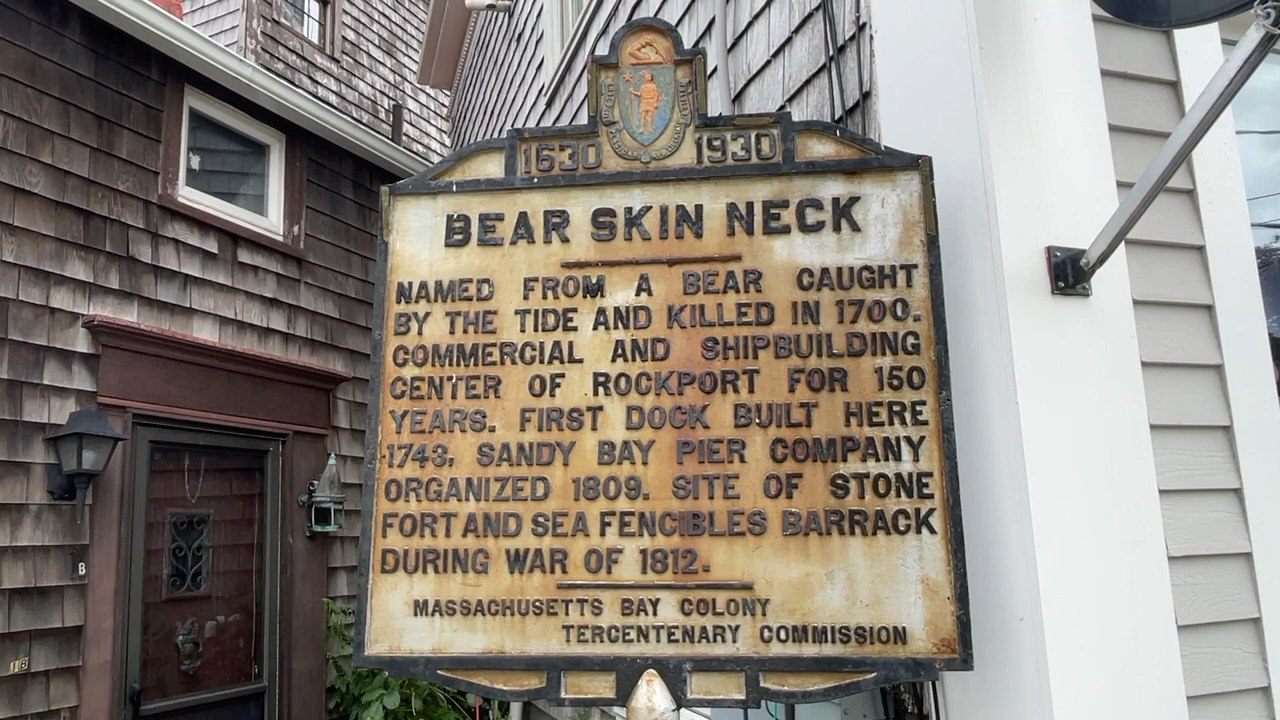 1630 1930
BEAR SKIN NECK
NAMED FROM A BEAR CAUGHT
BY THE TIDE AND KILLED IN 1700.
COMMERCIAL AND SHIPBUILDING
CENTER OF ROCKPORT FOR 150
YEARS. FIRST DOCK BUILT HERE
1743. SANDY BAY PIER COMPANY
ORGANIZED 1809. SITE OF STONE
FORT AND SEA FENCIBLES BARRACK
DURING WAR OF 1812.
MASSACHUSETTS BAY COLONY
TERCENTENARY COMMISSION
B
1B